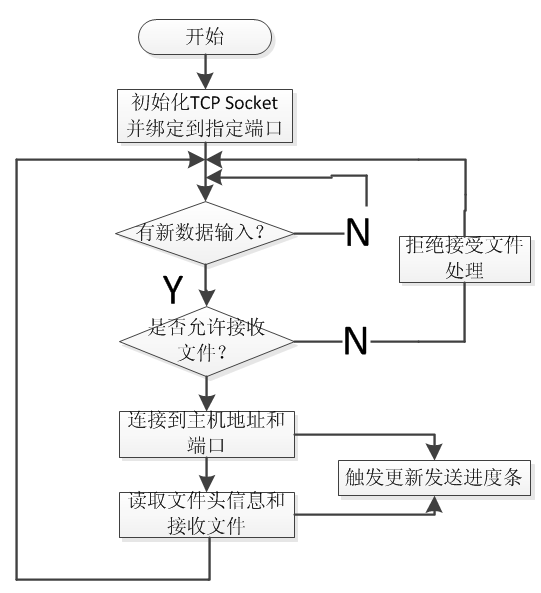 开始
初始化TCP Socket
并绑定到指定端口
有新数据输入？
N
拒绝接受文件
处理
Y
是否允许接收
文件？
N
连接到主机地址和
端口
触发更新发送进度条
读取文件头信息和
接收文件